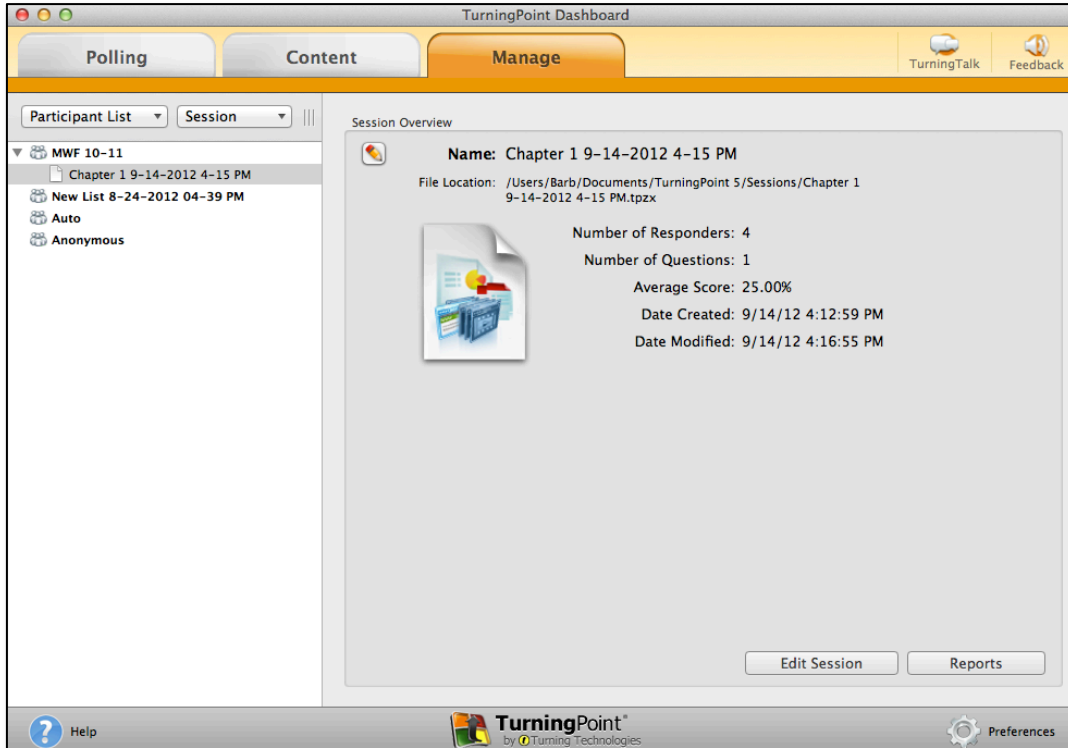 TurningPoint Dashboard
Polling
Content
Manage
TurningTalk
Feedback
Participant List
Session
MWF 10-11
Chapter 1 9-14-2012 4-15 PM
New List 8-24-2012 04-39 PM
Auto
Anonymous
Session Overview
Name: Chapter 1 9-14-2012 4-15 PM
File Location: /Users/Barb/Documents/TurningPoint 5/Sessions/Chapter 1
9-14-2012 4-15 PM.tpzx
Number of Responders: 4
Number of Questions: 1
Average Score: 25.00%
Date Created: 9/14/12 4:12:59 PM
Date Modified: 9/14/12 4:16:55 PM
Edit Session
Reports
? Help
TurningPoint®
by Turning Technologies
Preferences